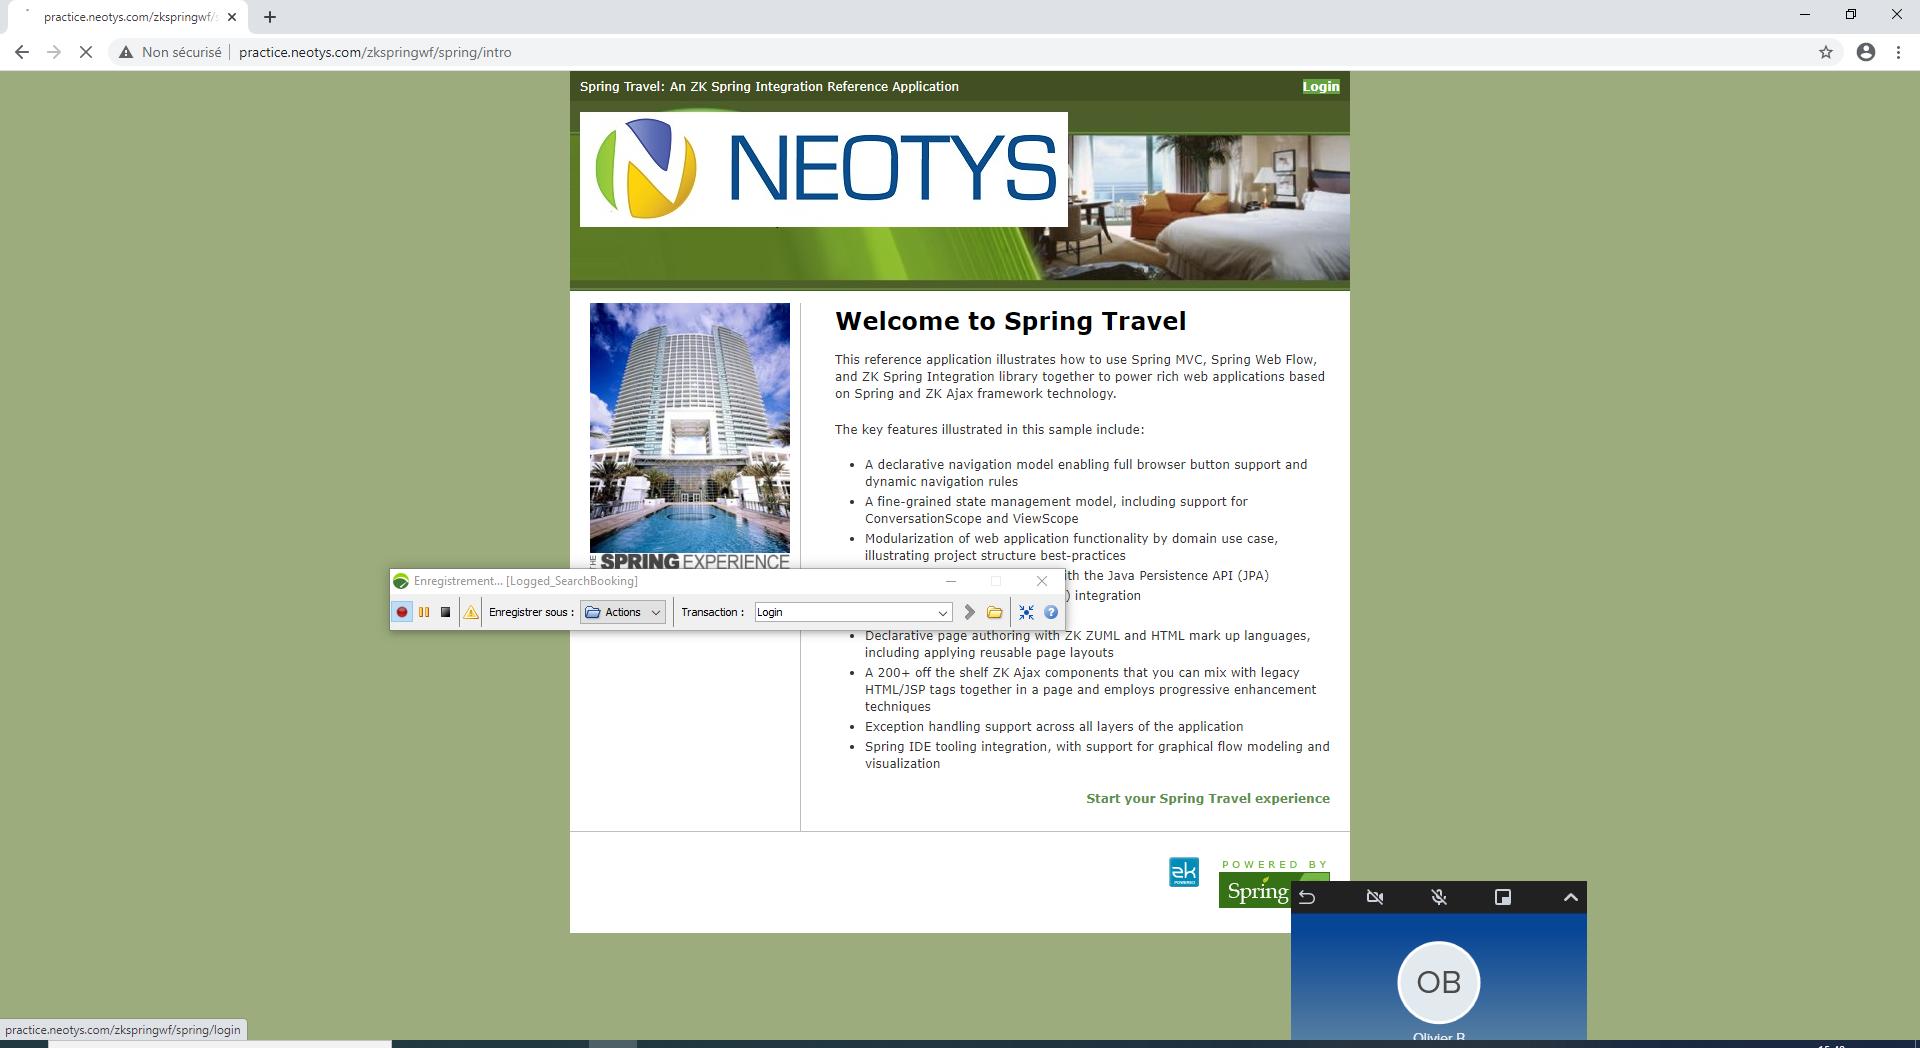 practice.neotys.com/zkspringwf/s
Non sécurisé
practice.neotys.com/zkspringwf/spring/intro
Spring Travel: An ZK Spring Integration Reference Application
Login
NEOTYS
Welcome to Spring Travel
This reference application illustrates how to use Spring MVC, Spring Web Flow,
and ZK Spring Integration library together to power rich web applications based
on Spring and ZK Ajax framework technology.
The key features illustrated in this sample include:
A declarative navigation model enabling full browser button support and
dynamic navigation rules
A fine-grained state management model, including support for
ConversationScope and ViewScope
Modularization of web application functionality by domain use case,
illustrating project structure best-practices
THE SPRING EXPERIENCE
ith the Java Persistence API (JPA)
) integration
Enregistrement... [Logged_SearchBooking]
Enregistrer sous : Actions Transaction : Login
Declarative page authoring with ZK ZUML and HTML mark up languages,
including applying reusable page layouts
A 200+ off the shelf ZK Ajax components that you can mix with legacy
HTML/JSP tags together in a page and employs progressive enhancement
techniques
Exception handling support across all layers of the application
Spring IDE tooling integration, with support for graphical flow modeling and
visualization
Start your Spring Travel experience
zk
POWERED
POWERED BY
Spring
OB
Olivier B
practice.neotys.com/zkspringwf/spring/login